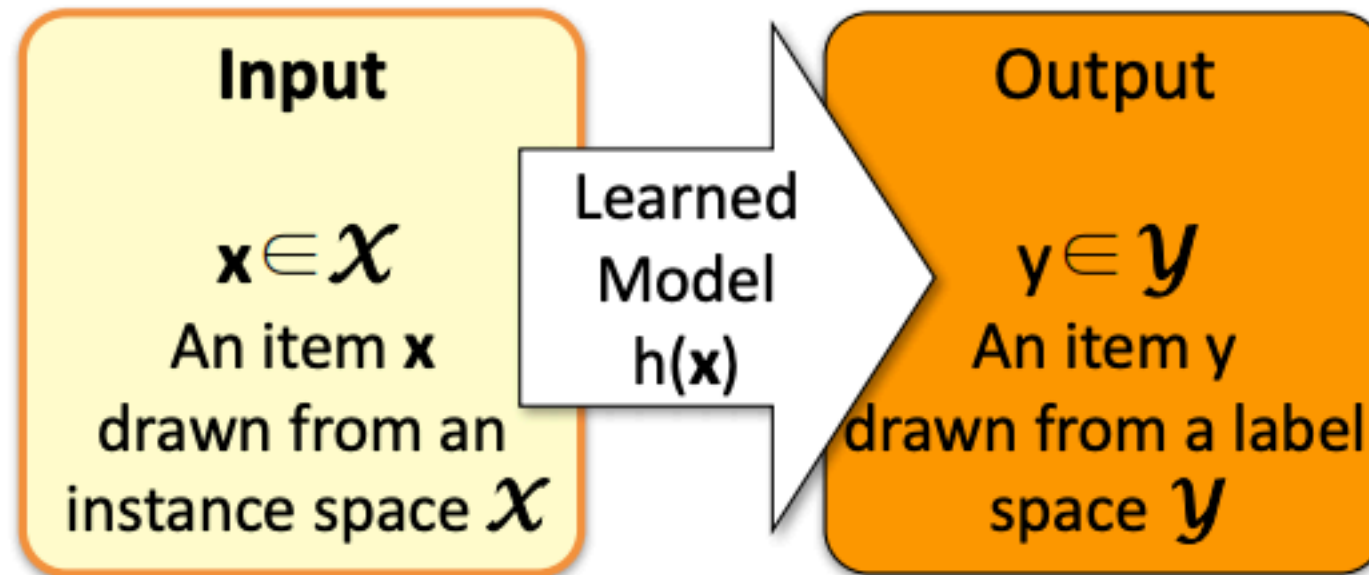 Input
x ∈ 𝒳
An item x
drawn from an
instance space 𝒳
Learned
Model
h(x)
Output
y ∈ 𝒴
An item y
drawn from a label
space 𝒴